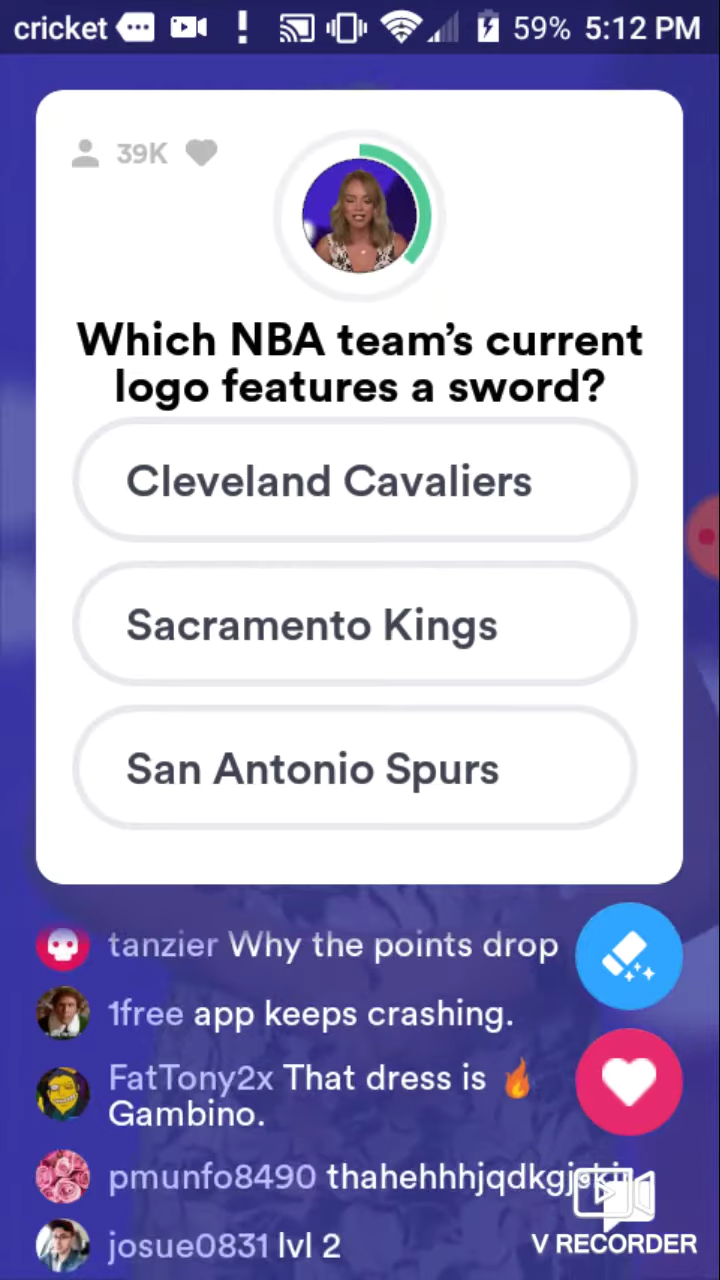 cricket 59% 5:12 PM
39K
Which NBA team's current
logo features a sword?
Cleveland Cavaliers
Sacramento Kings
San Antonio Spurs
tanzier Why the points drop
1free app keeps crashing.
FatTony2x That dress is 🔥
Gambino.
pmunfo8490
josue0831 lvl 2
V RECORDER